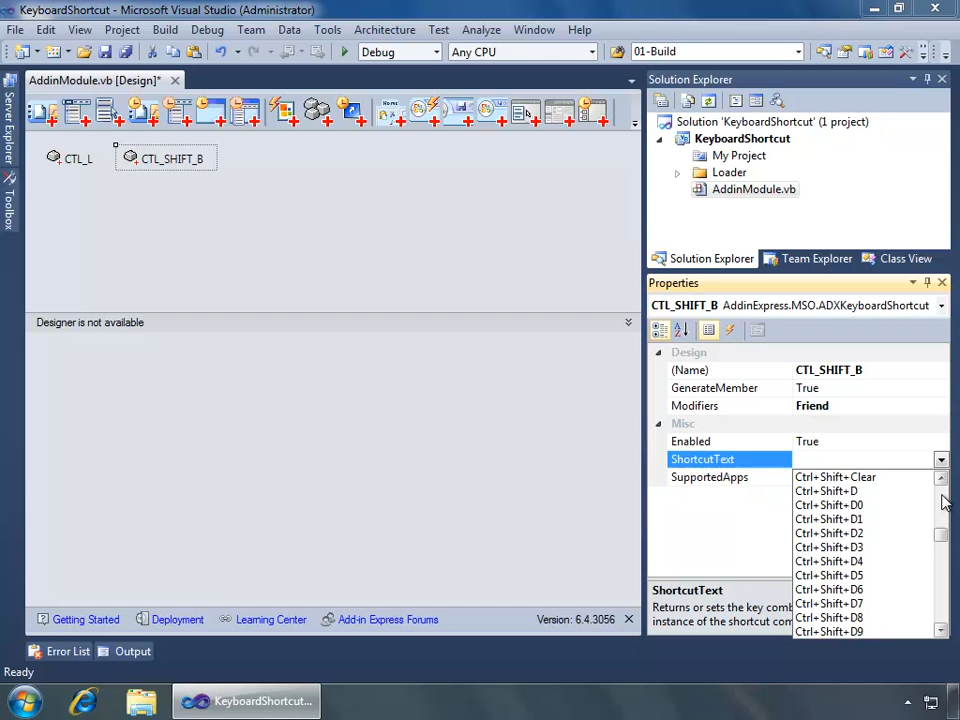 KeyboardShortcut - Microsoft Visual Studio (Administrator)
File Edit View Project Build Debug Team Data Tools Architecture Test Analyze Window Help
Debug Any CPU 01-Build
AddinModule.vb [Design]*
Solution Explorer
Server Explorer
Toolbox
Home
CTL_L
CTL_SHIFT_B
Solution 'KeyboardShortcut' (1 project)
KeyboardShortcut
My Project
Loader
AddinModule.vb
Solution Explorer Team Explorer Class View
Properties
CTL_SHIFT_B AddinExpress.MSO.ADXKeyboardShortcut
Designer is not available
Design
(Name) CTL_SHIFT_B
GenerateMember True
Modifiers Friend
Misc
Enabled True
ShortcutText
SupportedApps
Ctrl+Shift+Clear
Ctrl+Shift+D
Ctrl+Shift+D0
Ctrl+Shift+D1
Ctrl+Shift+D2
Ctrl+Shift+D3
Ctrl+Shift+D4
Ctrl+Shift+D5
Ctrl+Shift+D6
Ctrl+Shift+D7
Ctrl+Shift+D8
Ctrl+Shift+D9
ShortcutText
Returns or sets the key comb
instance of the shortcut com
Getting Started Deployment Learning Center Add-in Express Forums Version: 6.4.3056
Error List Output
Ready
KeyboardShortcut...